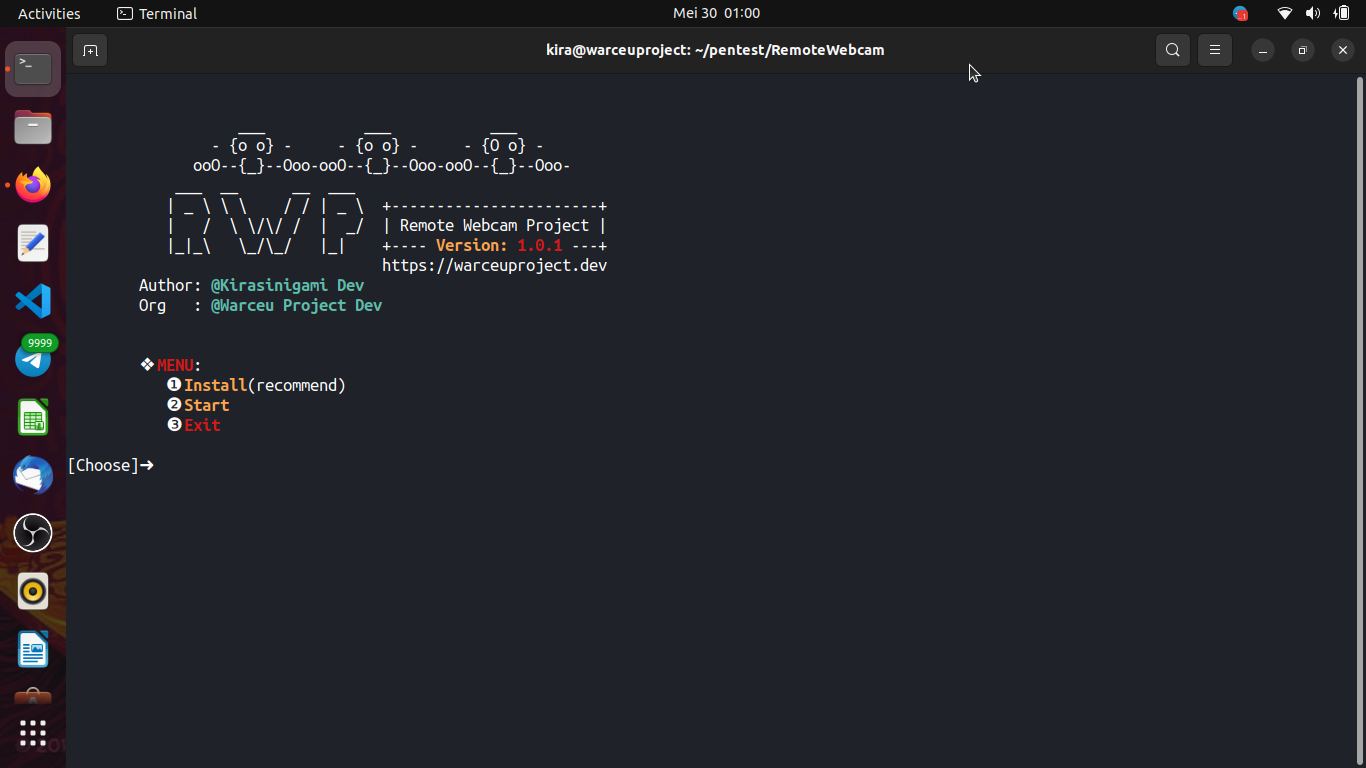 Activities
Terminal
Mei 30 01:00
kira@warceuproject: ~/pentest/RemoteWebcam
        ___           ___           ___
     - {o o} -     - {o o} -     - {O o} -
   ooO--{_}--Ooo-ooO--{_}--Ooo-ooO--{_}--Ooo-
 ___  __      __  ___
| _ \ \ \    / / | _ \  +-----------------------+
|   /  \ \/\/ /  |  _/  | Remote Webcam Project |
|_|_\   \_/\_/   |_|    +---- Version: 1.0.1 ---+
https://warceuproject.dev
Author: @Kirasinigami Dev
Org   : @Warceu Project Dev
❖MENU:
❶Install(recommend)
❷Start
❸Exit
[Choose]➜
9999